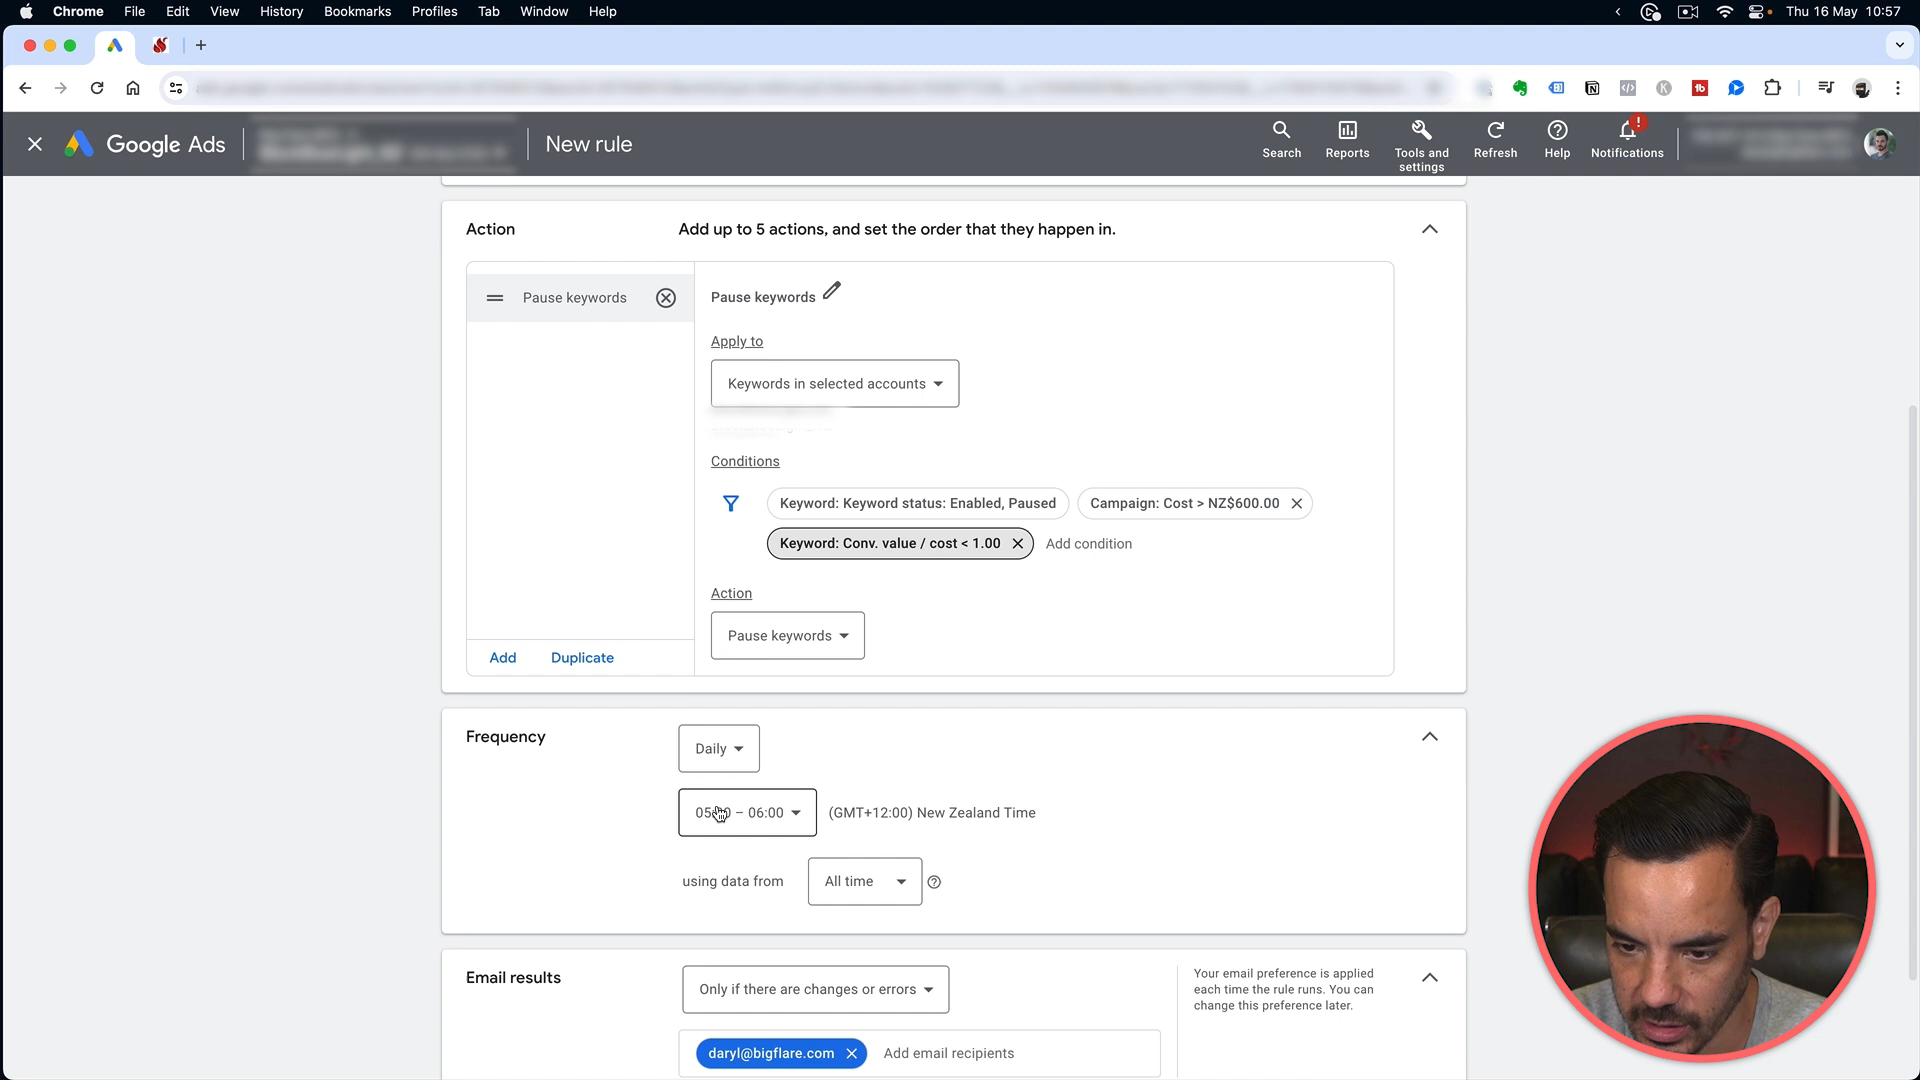 Chrome File Edit View History Bookmarks Profiles Tab Window Help Thu 16 May 10:57
Google Ads New rule Search Reports Tools and settings Refresh Help Notifications
Action Add up to 5 actions, and set the order that they happen in.
Pause keywords
Pause keywords
Apply to
Keywords in selected accounts
Conditions
Keyword: Keyword status: Enabled, Paused Campaign: Cost > NZ$600.00
Keyword: Conv. value / cost < 1.00 Add condition
Action
Pause keywords
Add Duplicate
Frequency Daily
– 06:00 (GMT+12:00) New Zealand Time
using data from All time
Email results Only if there are changes or errors
Your email preference is applied
each time the rule runs. You can
change this preference later.
daryl@bigflare.com Add email recipients